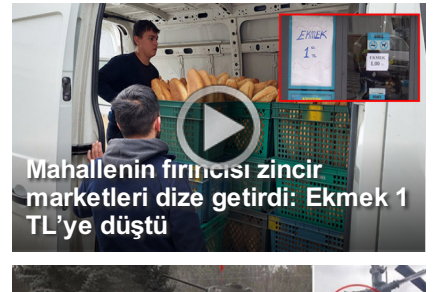 EKMEK
1=
EKMEK
1.00
Mahallenin fırıncısı zincir
marketleri dize getirdi: Ekmek 1
TL’ye düştü